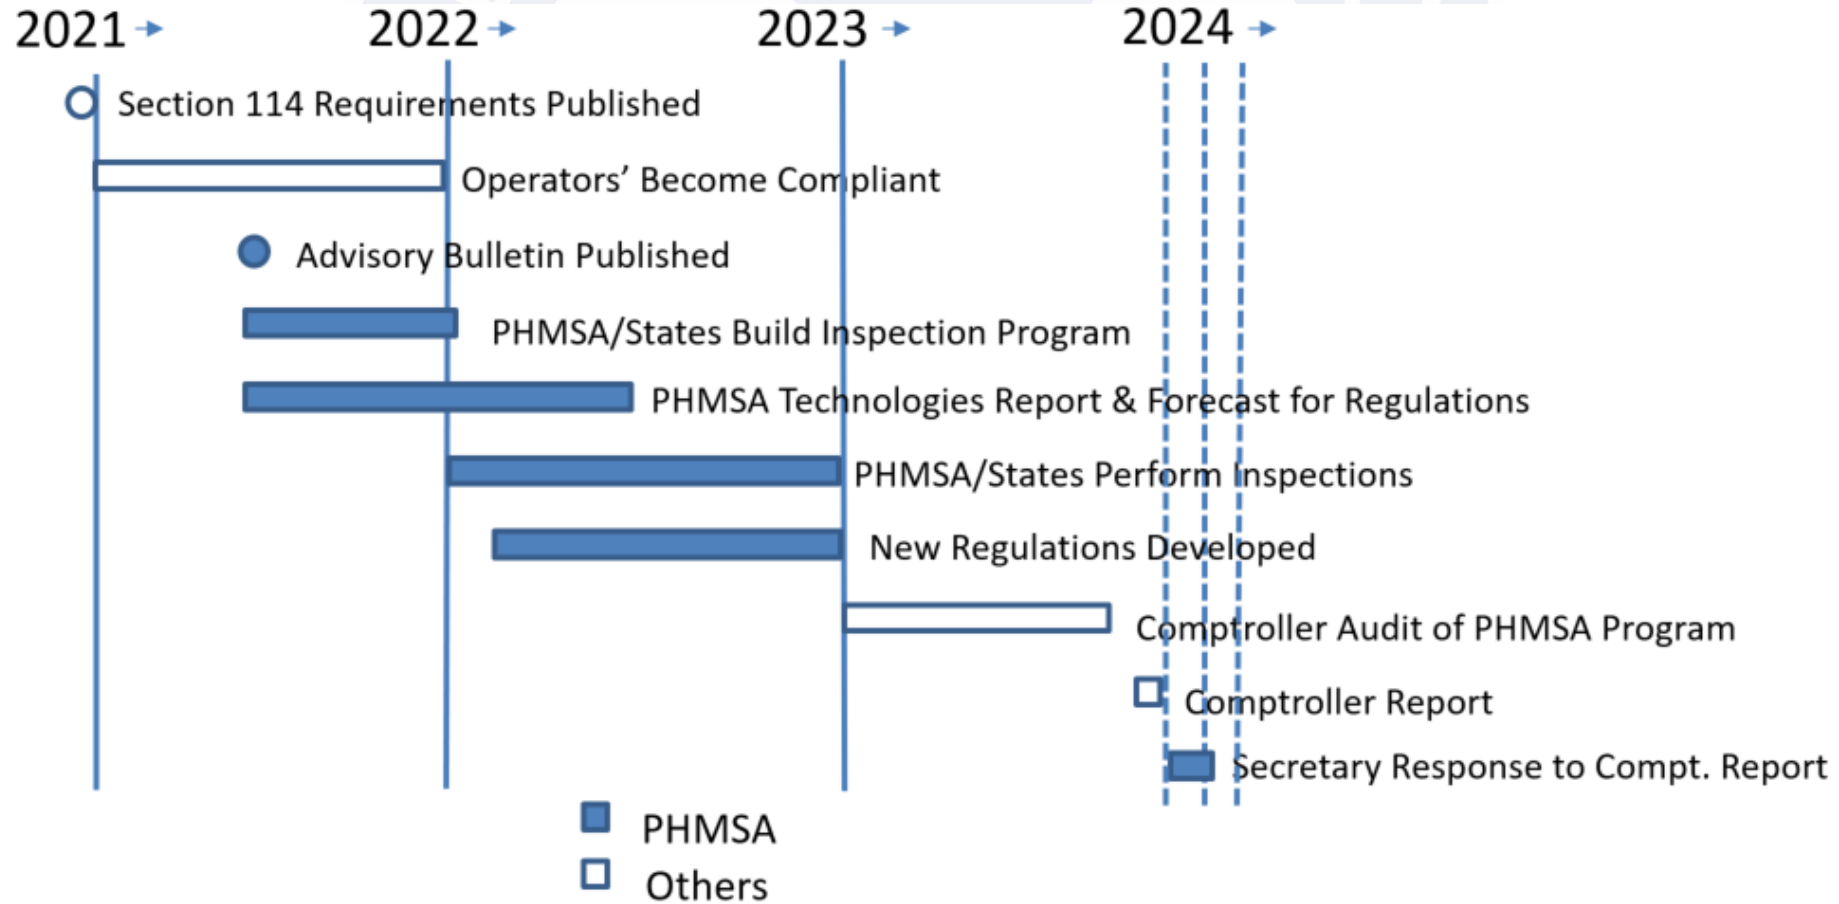 2021 2022 2023 2024
Section 114 Requirements Published
Operators’ Become Compliant
Advisory Bulletin Published
PHMSA/States Build Inspection Program
PHMSA Technologies Report & Forecast for Regulations
PHMSA/States Perform Inspections
New Regulations Developed
Comptroller Audit of PHMSA Program
Comptroller Report
Secretary Response to Compt. Report
PHMSA
Others